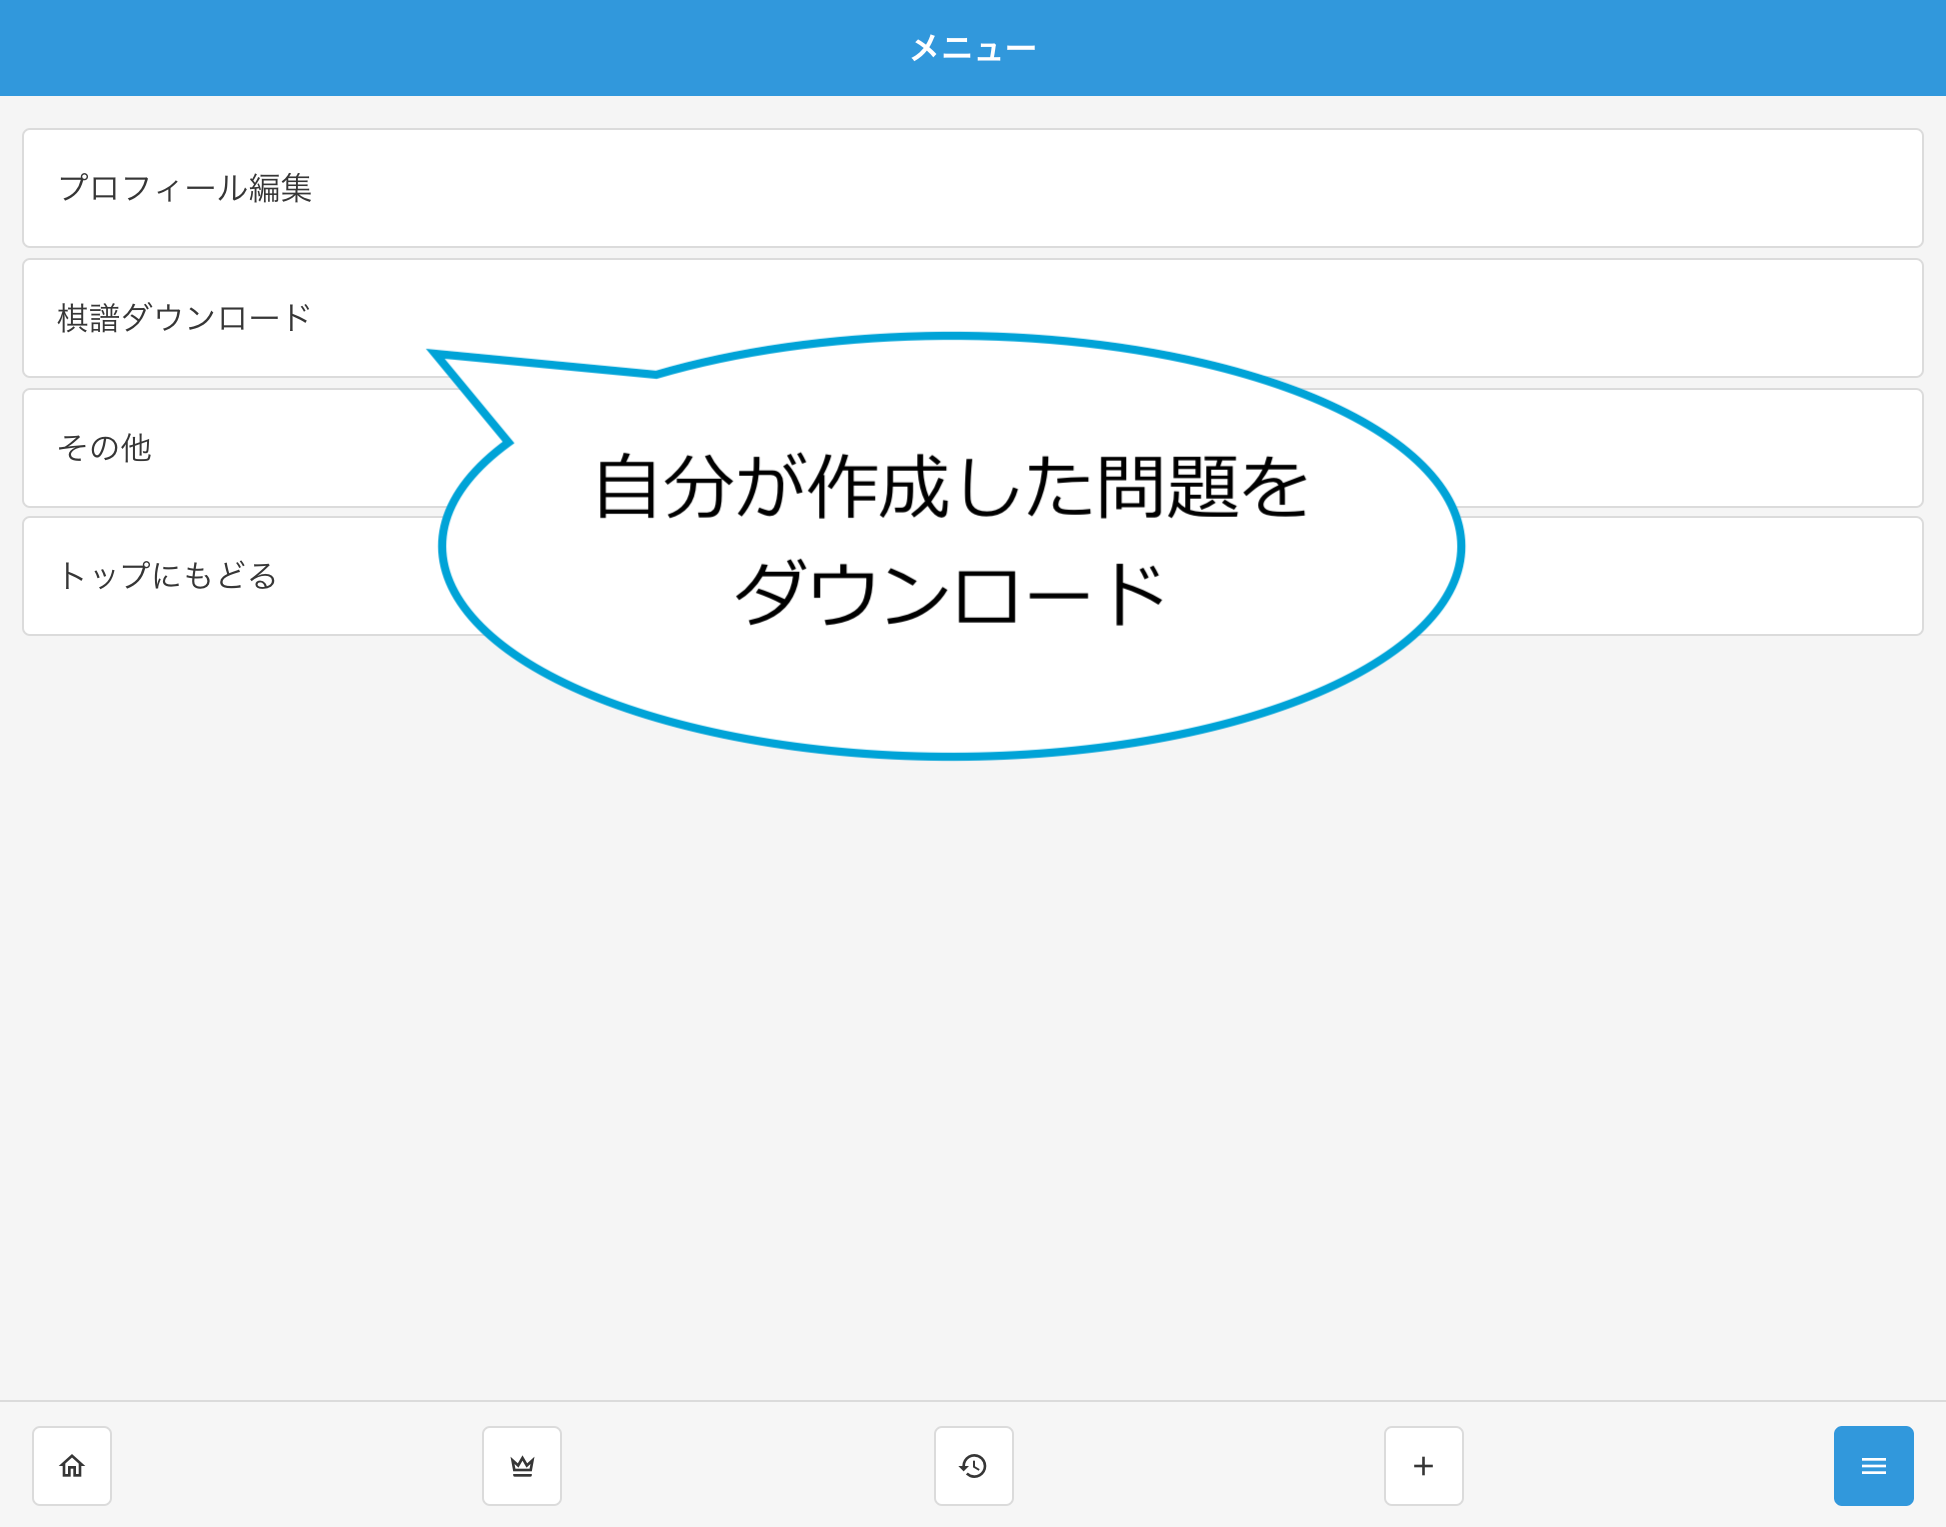 メニュー
プロフィール編集
棋譜ダウンロード
その他
トップにもどる
自分が作成した問題を
ダウンロード